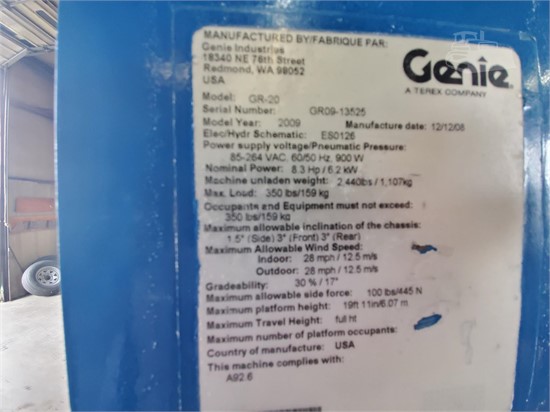 MANUFACTURED BY/FABRIQUE PAR:
Genie Industries
18340 NE 76th Street
Redmond, WA 98052
USA
Genie
A TEREX COMPANY
Model: GR-20
Serial Number: GR09-13525
Model Year: 2009 Manufacture date: 12/12/08
Elec/Hydr Schematic: ES0126
Power supply voltage/Pneumatic Pressure:
85-264 VAC, 60/50 Hz, 900 W
Nominal Power: 8.3 Hp / 6.2 kW
Machine unladen weight: 2,440lbs / 1,107kg
Max. Load: 350 lbs/159 kg
Occupants and Equipment must not exceed:
350 lbs/159 kg
Maximum allowable inclination of the chassis:
1.5° (Side) 3° (Front) 3° (Rear)
Maximum Allowable Wind Speed:
Indoor: 28 mph / 12.5 m/s
Outdoor: 28 mph / 12.5 m/s
Gradeability: 30 % / 17°
Maximum allowable side force: 100 lbs/445 N
Maximum platform height: 19ft 11in/6.07 m
Maximum Travel Height: full ht
Maximum number of platform occupants:
Country of manufacture: USA
This machine complies with:
A92.6